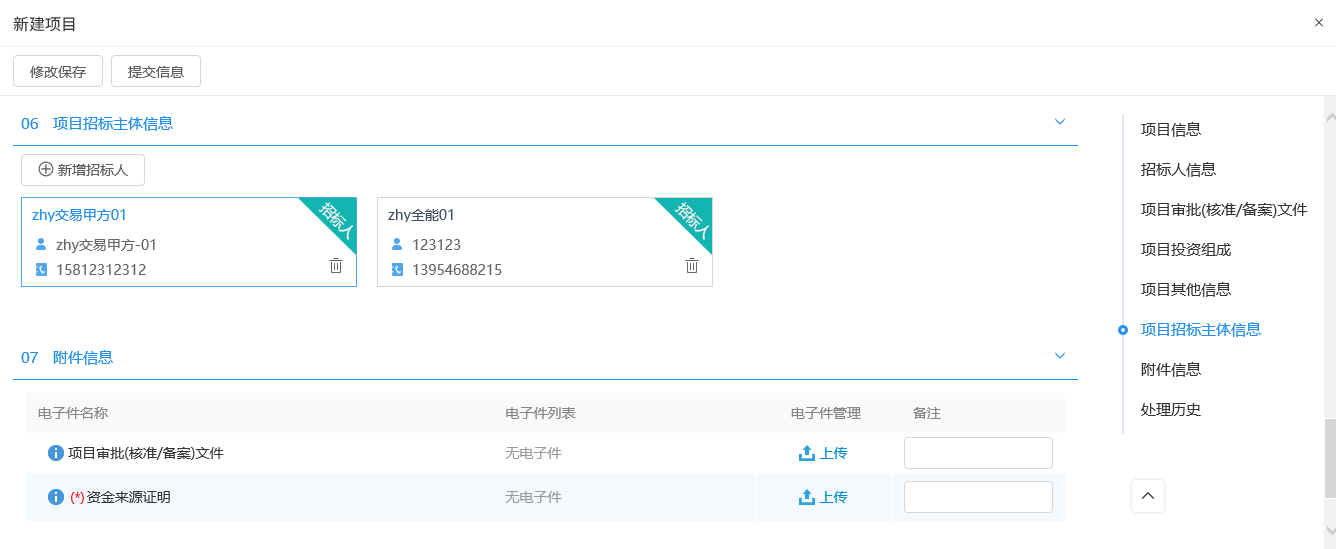 新建项目
×
修改保存 提交信息
06 项目招标主体信息
新增招标人
zhy交易甲方01 招标人
zhy交易甲方-01
15812312312
zhy全能01 招标人
123123
13954688215
07 附件信息
电子件名称 电子件列表 电子件管理 备注
项目审批(核准/备案)文件 无电子件 上传
(*)资金来源证明 无电子件 上传
项目信息
招标人信息
项目审批(核准/备案)文件
项目投资组成
项目其他信息
项目招标主体信息
附件信息
处理历史